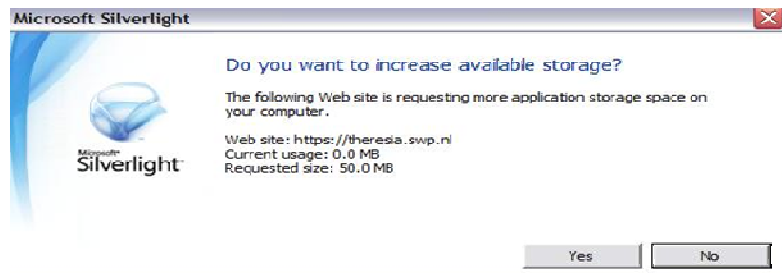 Microsoft Silverlight
Do you want to increase available storage?
The following Web site is requesting more application storage space on
your computer.
Web site: https://theresia.swp.nl
Current usage: 0.0 MB
Requested size: 50.0 MB
Microsoft®
Silverlight™
Yes
No